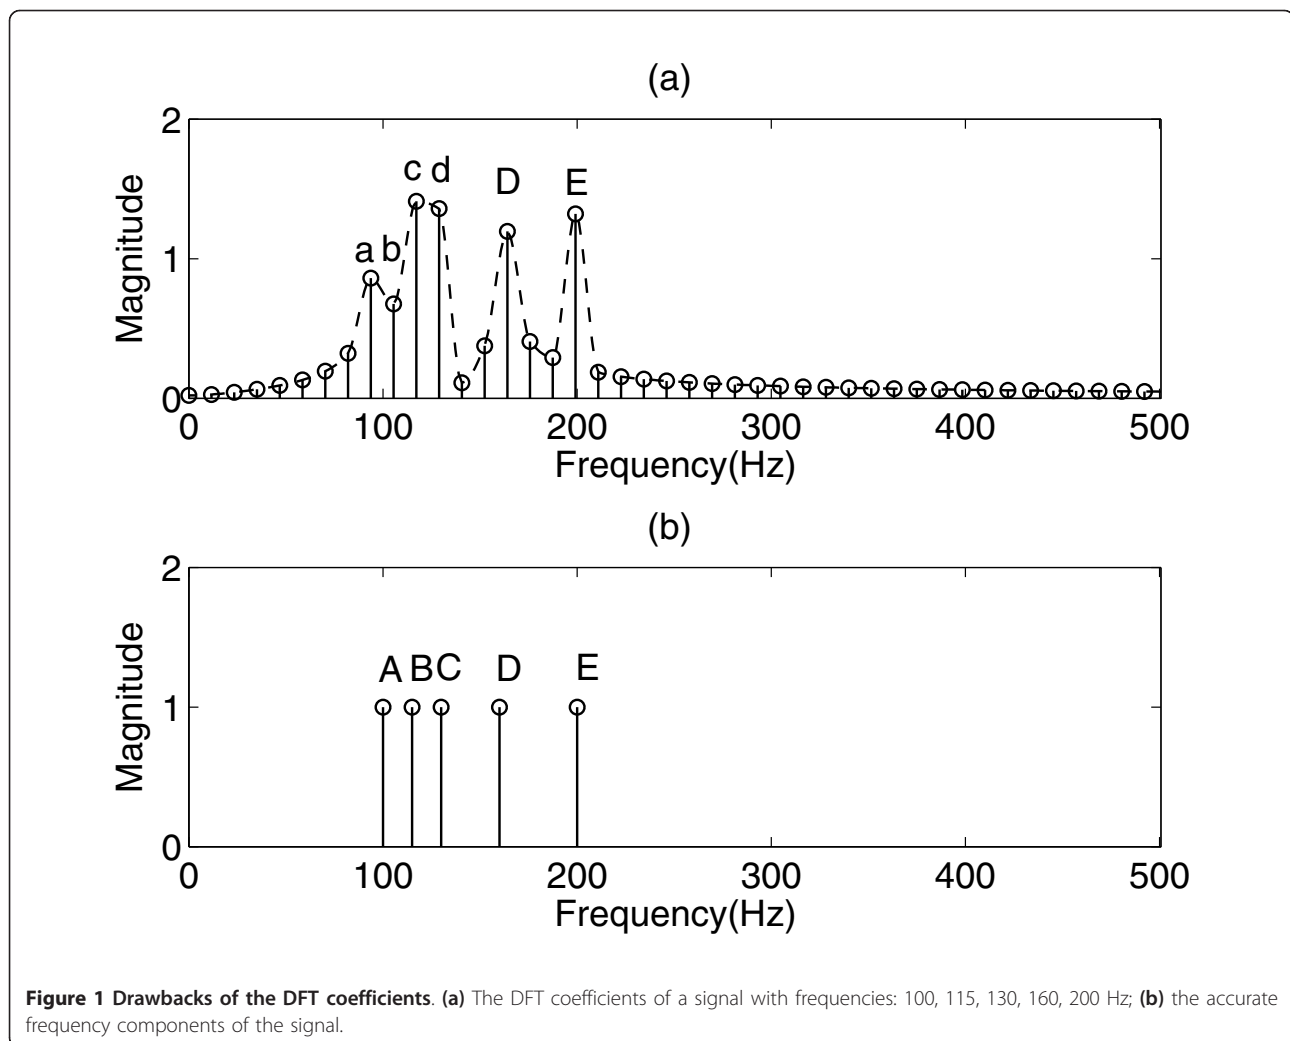 (a)
2
c d
D
E
a b
1
Magnitude
0
0 100 200 300 400 500
Frequency(Hz)
(b)
2
A B C D E
1
Magnitude
0
0 100 200 300 400 500
Frequency(Hz)
Figure 1 Drawbacks of the DFT coefficients. (a) The DFT coefficients of a signal with frequencies: 100, 115, 130, 160, 200 Hz; (b) the accurate
frequency components of the signal.